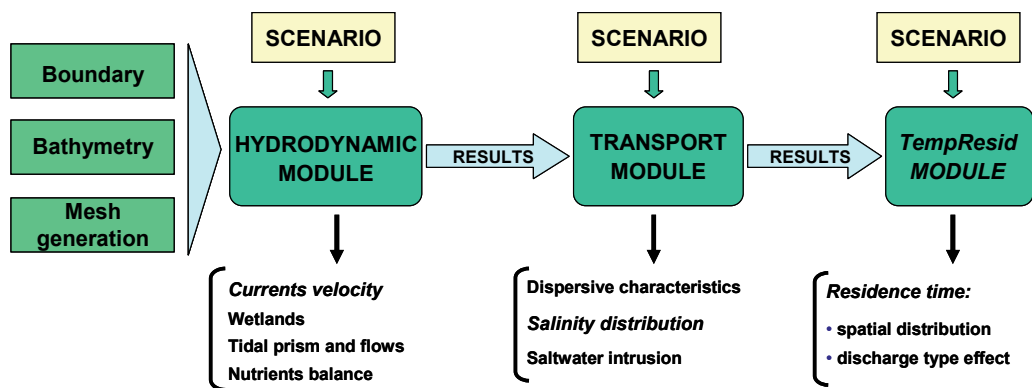 SCENARIO
SCENARIO
SCENARIO
Boundary
Bathymetry
Mesh
generation
HYDRODYNAMIC
MODULE
RESULTS
TRANSPORT
MODULE
RESULTS
TempResid
MODULE
Currents velocity
Wetlands
Tidal prism and flows
Nutrients balance
Dispersive characteristics
Salinity distribution
Saltwater intrusion
Residence time:
• spatial distribution
• discharge type effect